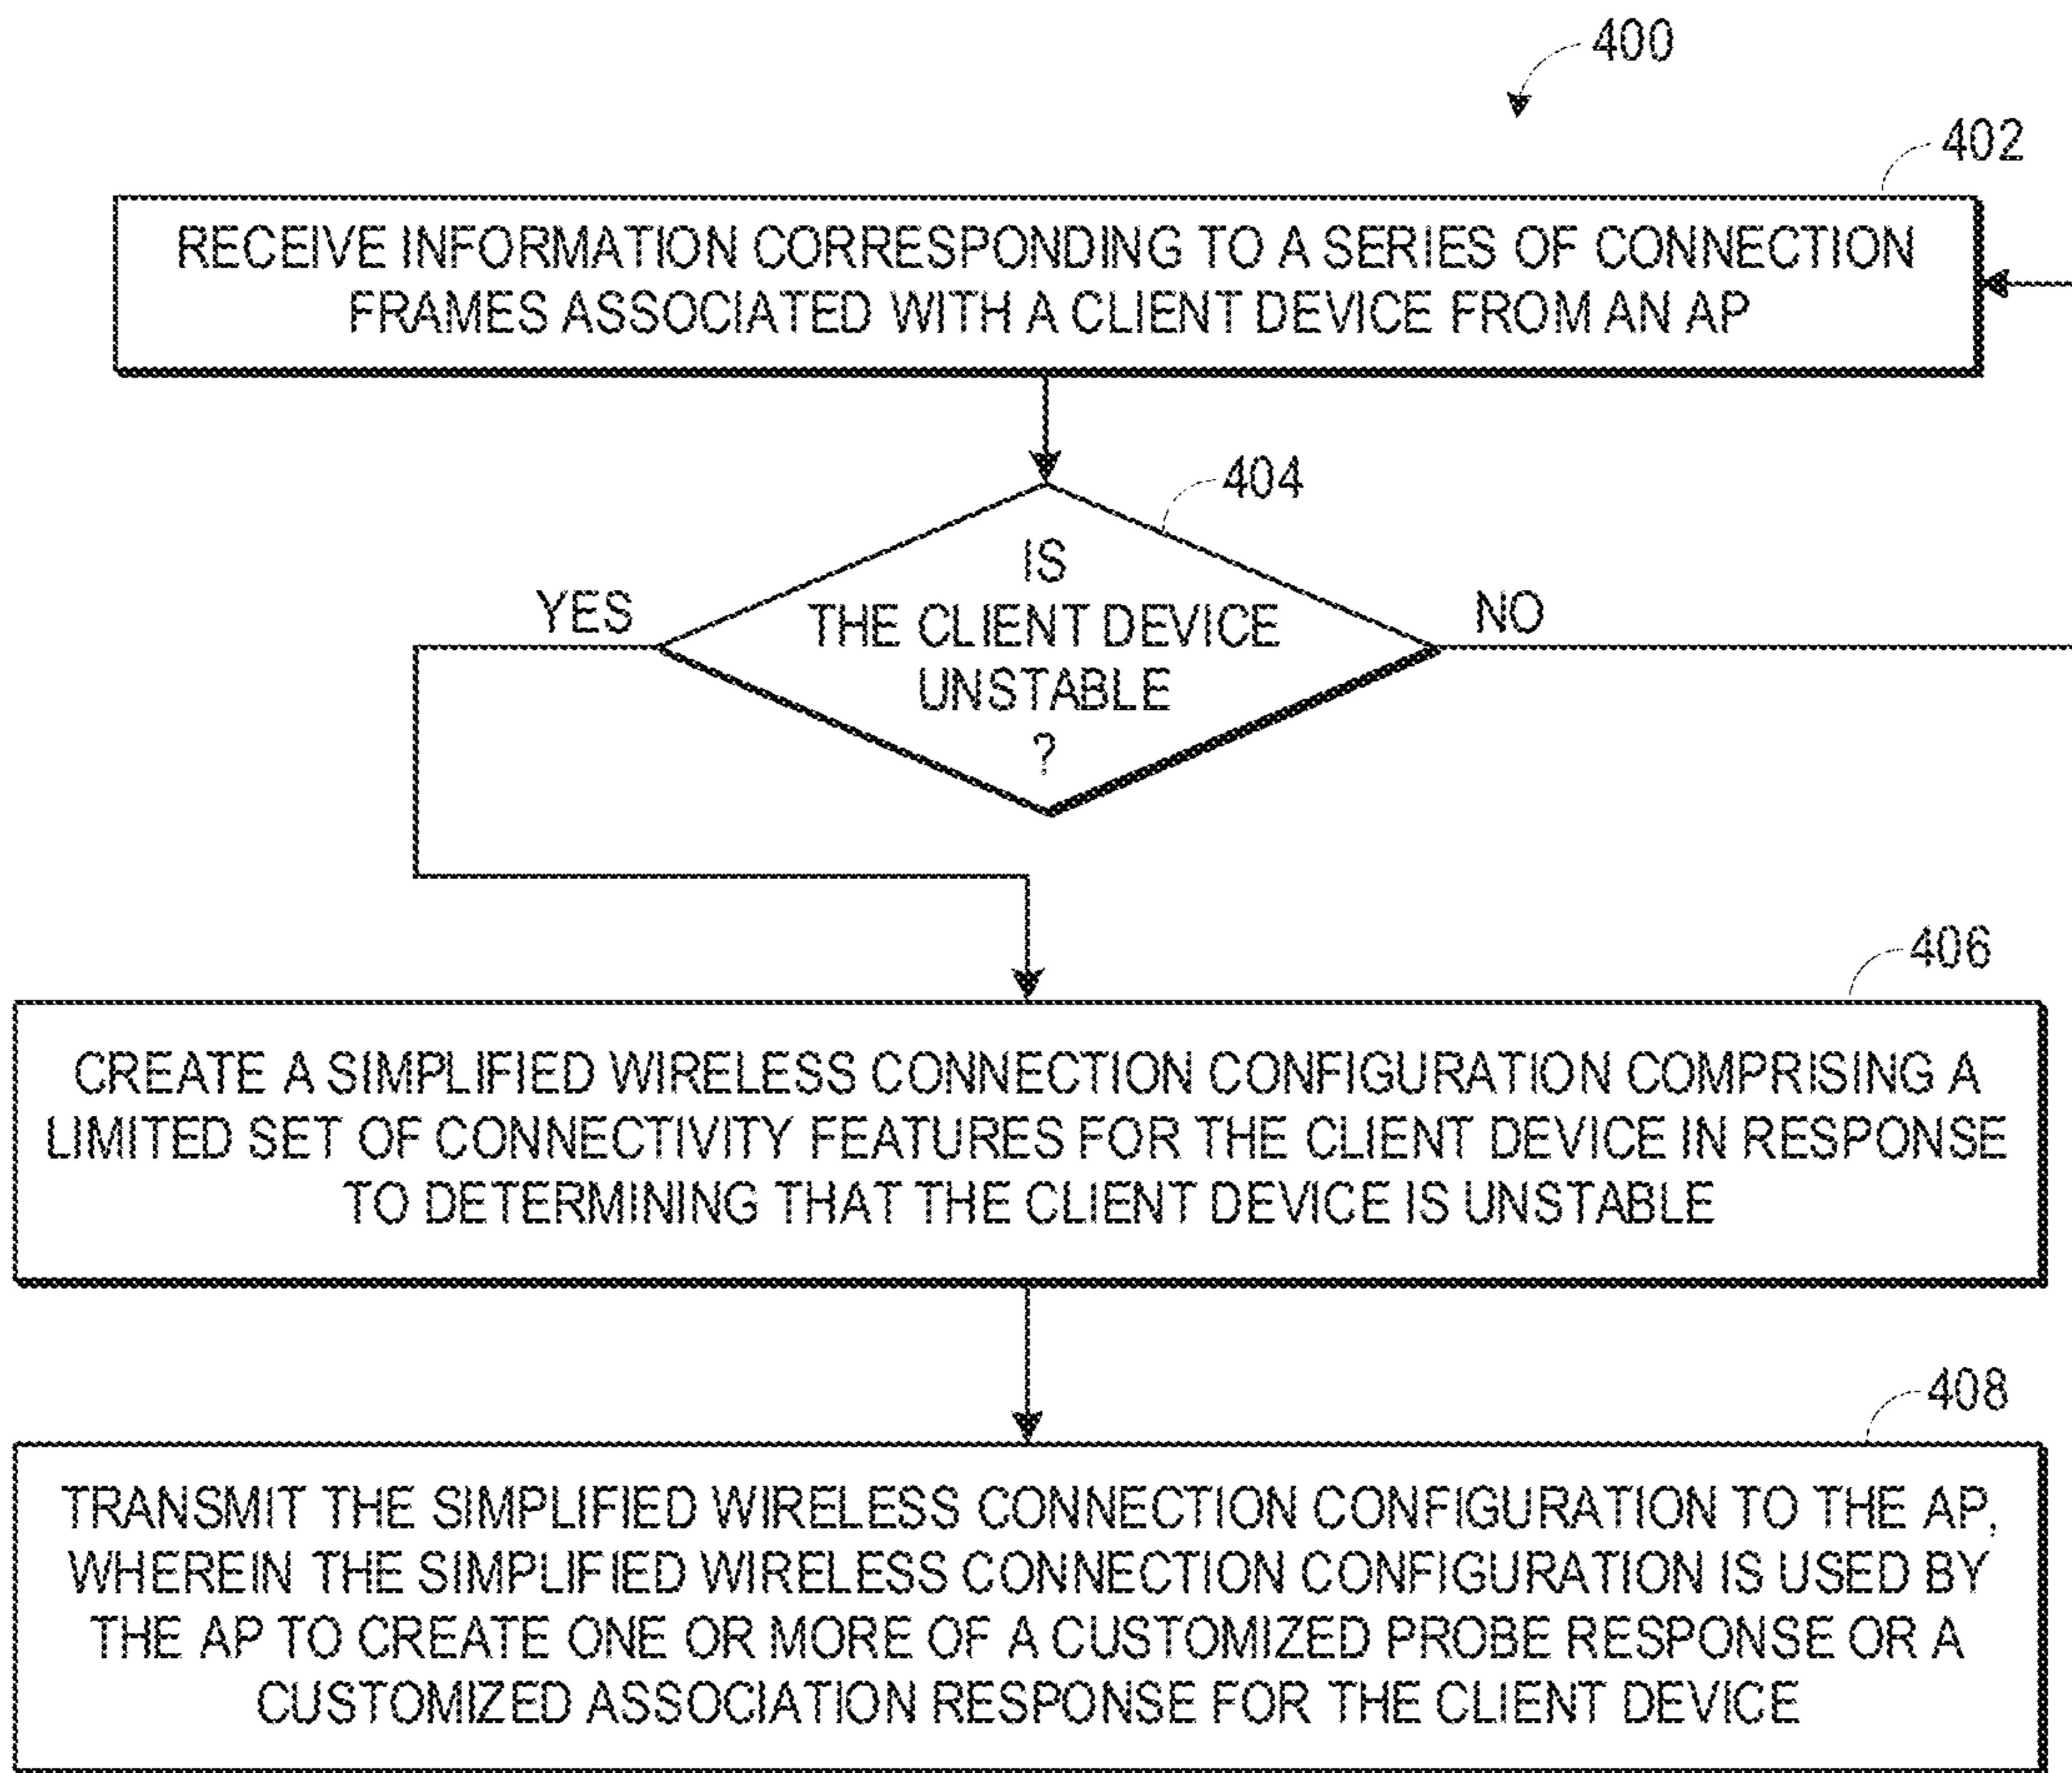 400
402
RECEIVE INFORMATION CORRESPONDING TO A SERIES OF CONNECTION
FRAMES ASSOCIATED WITH A CLIENT DEVICE FROM AN AP
404
IS
THE CLIENT DEVICE
UNSTABLE
?
YES
NO
406
CREATE A SIMPLIFIED WIRELESS CONNECTION CONFIGURATION COMPRISING A
LIMITED SET OF CONNECTIVITY FEATURES FOR THE CLIENT DEVICE IN RESPONSE
TO DETERMINING THAT THE CLIENT DEVICE IS UNSTABLE
408
TRANSMIT THE SIMPLIFIED WIRELESS CONNECTION CONFIGURATION TO THE AP,
WHEREIN THE SIMPLIFIED WIRELESS CONNECTION CONFIGURATION IS USED BY
THE AP TO CREATE ONE OR MORE OF A CUSTOMIZED PROBE RESPONSE OR A
CUSTOMIZED ASSOCIATION RESPONSE FOR THE CLIENT DEVICE